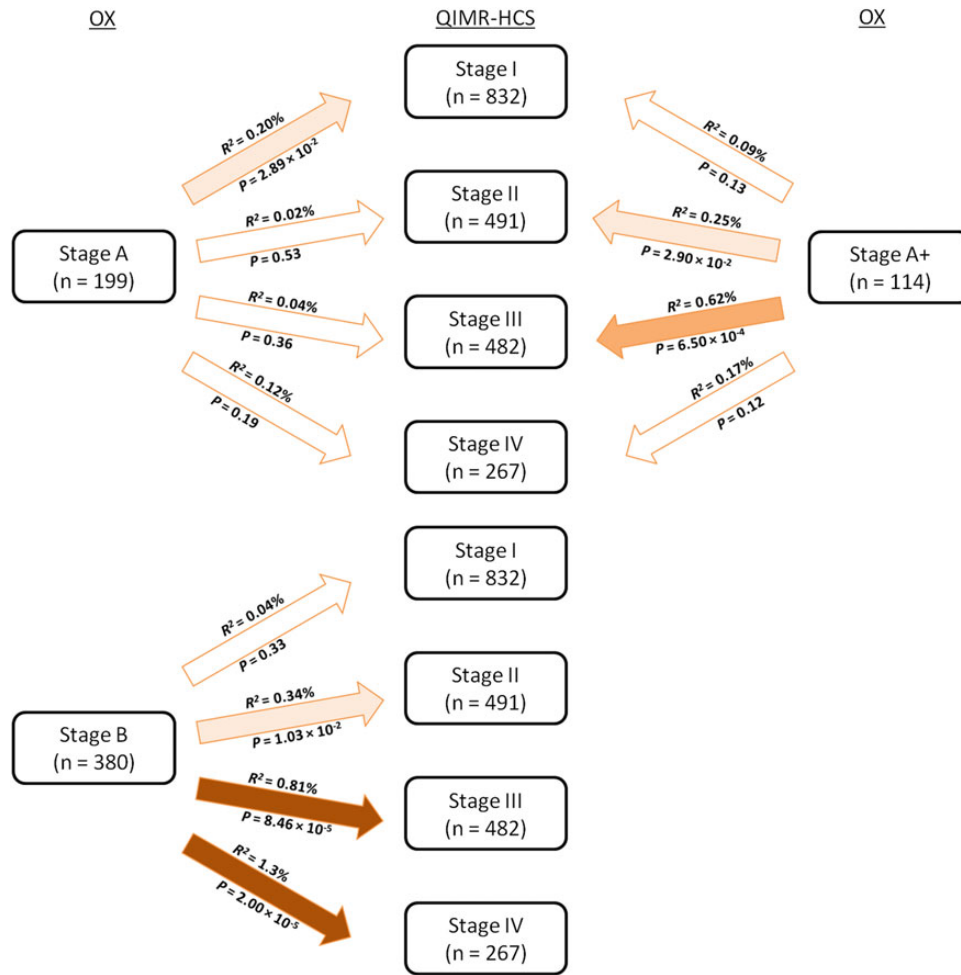 OX
QIMR-HCS
OX
Stage I
(n = 832)
R² = 0.20%
P = 2.89 × 10⁻²
R² = 0.09%
P = 0.13
Stage II
(n = 491)
R² = 0.02%
P = 0.53
R² = 0.25%
P = 2.90 × 10⁻²
Stage A
(n = 199)
Stage A+
(n = 114)
R² = 0.04%
P = 0.36
Stage III
(n = 482)
R² = 0.62%
P = 6.50 × 10⁻⁴
R² = 0.12%
P = 0.19
R² = 0.17%
P = 0.12
Stage IV
(n = 267)
Stage I
(n = 832)
R² = 0.04%
P = 0.33
Stage II
(n = 491)
R² = 0.34%
P = 1.03 × 10⁻²
Stage B
(n = 380)
R² = 0.81%
P = 8.46 × 10⁻⁵
Stage III
(n = 482)
R² = 1.3%
P = 2.00 × 10⁻⁵
Stage IV
(n = 267)